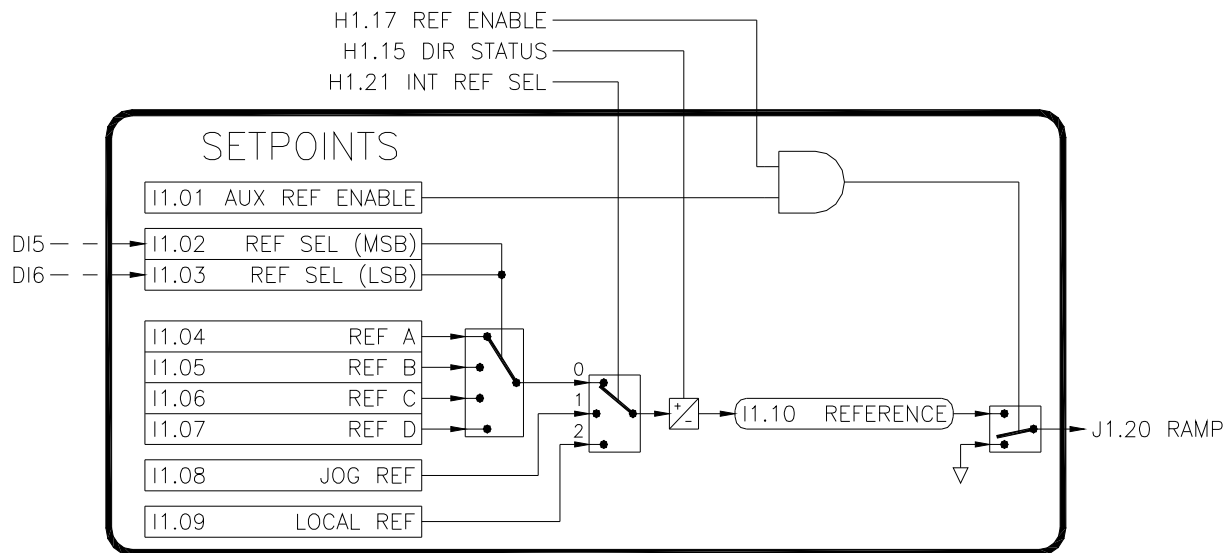 H1.17 REF ENABLE
H1.15 DIR STATUS
H1.21 INT REF SEL
SETPOINTS
I1.01 AUX REF ENABLE
DI5 I1.02 REF SEL (MSB)
DI6 I1.03 REF SEL (LSB)
I1.04 REF A
I1.05 REF B
I1.06 REF C
I1.07 REF D
I1.08 JOG REF
I1.09 LOCAL REF
0
1
2
+
-
I1.10 REFERENCE
J1.20 RAMP